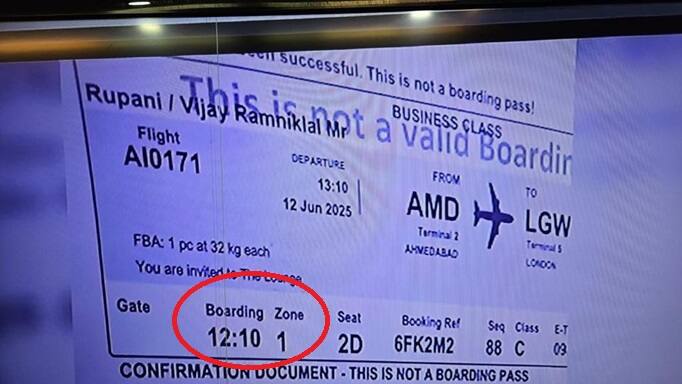 successful. This is not a boarding pass!
This is not a valid Boardin
BUSINESS CLASS
Rupani / Vijay Ramniklal Mr
Flight
AI0171
DEPARTURE
13:10
12 Jun 2025
FROM
AMD
Terminal 2
AHMEDABAD
TO
LGW
Terminal S
LONDON
FBA: 1 pc at 32 kg each
You are invited to The Lounge
Gate
Boarding
12:10
Zone
1
Seat
2D
Booking Ref
6FK2M2
Seq
88
Class
C
E-T
CONFIRMATION DOCUMENT - THIS IS NOT A BOARDING PASS